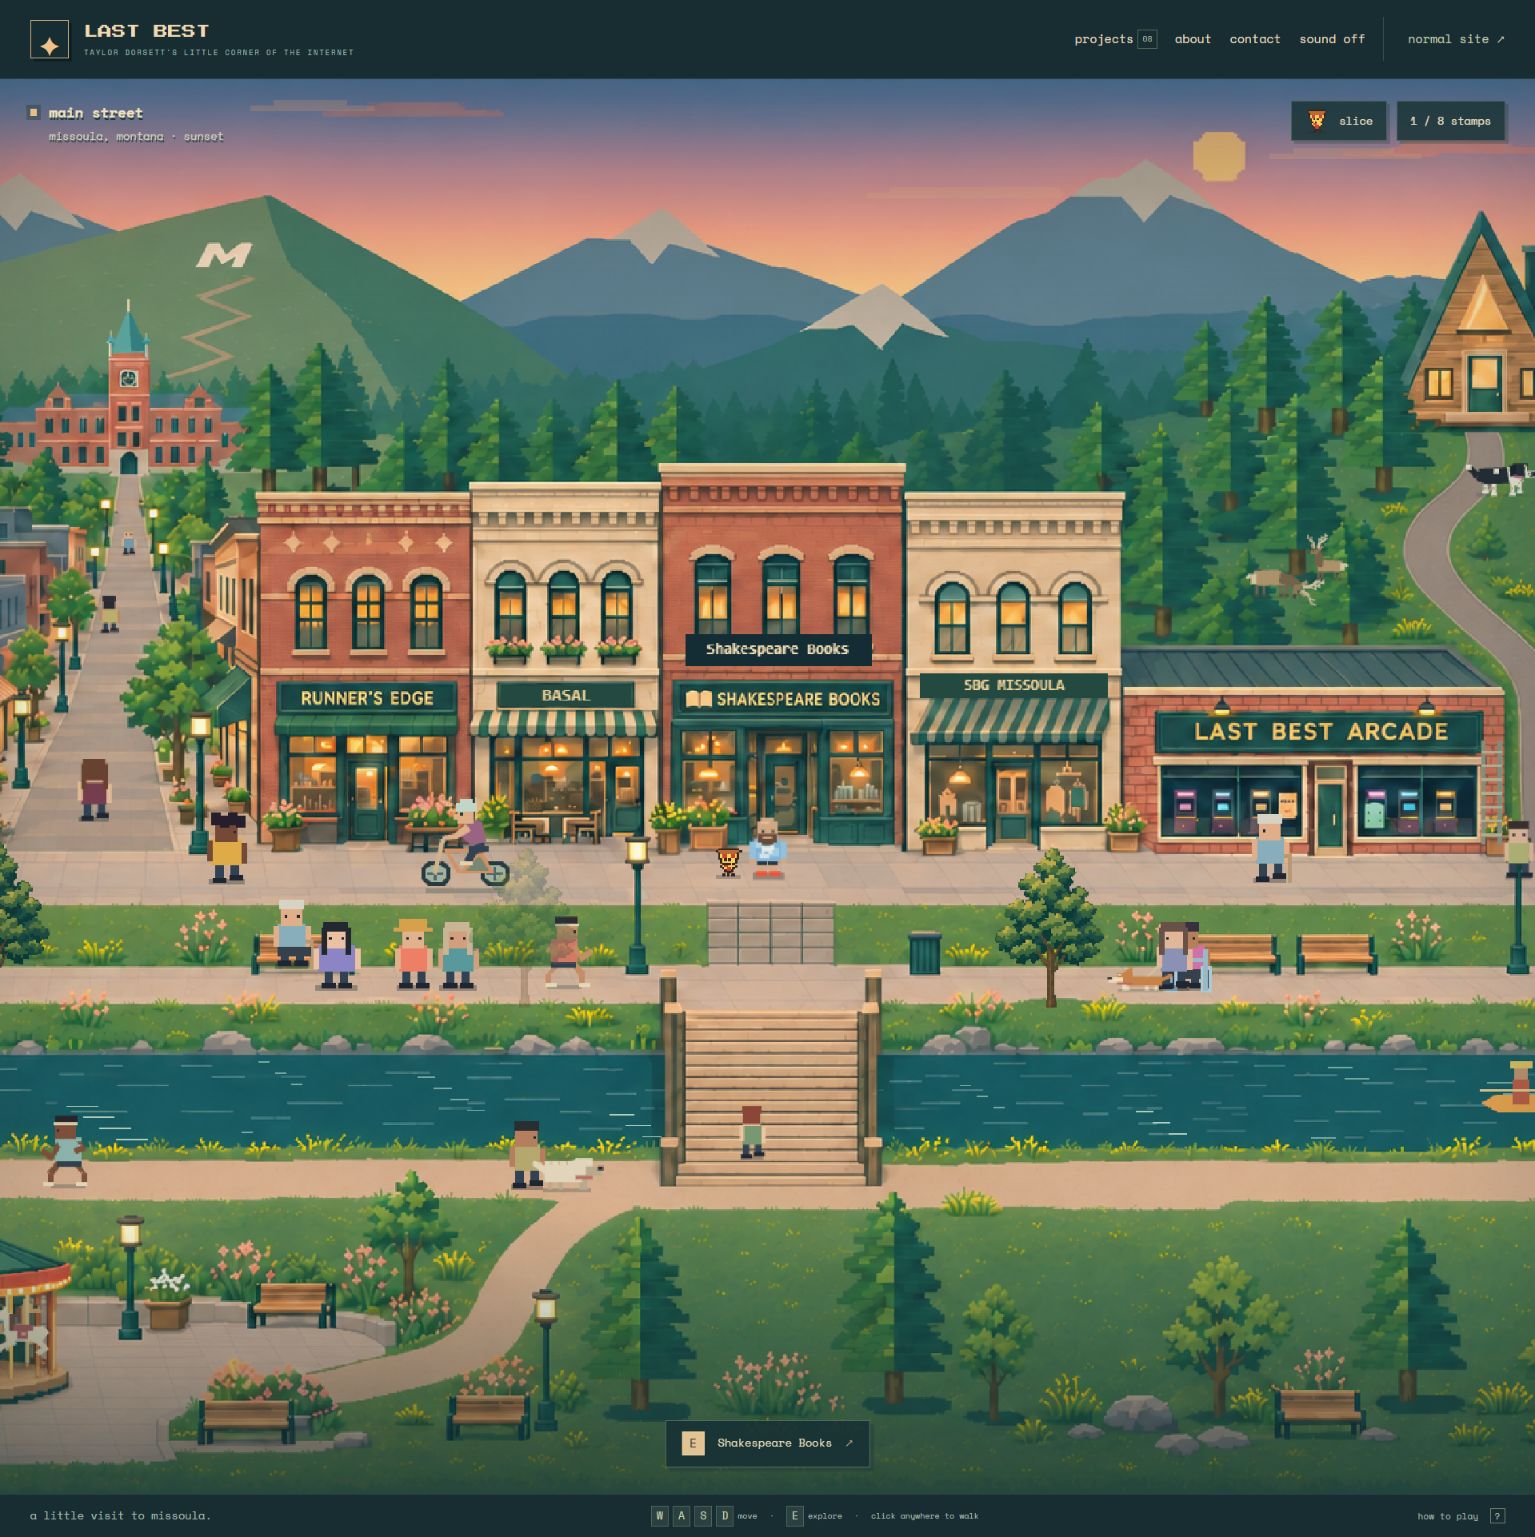 LAST BEST
TAYLOR DORSETT'S LITTLE CORNER OF THE INTERNET
projects 08 about contact sound off normal site ↗
main street
missoula, montana · sunset
slice
1 / 8 stamps
M
Shakespeare Books
RUNNER'S EDGE
BASAL
SHAKESPEARE BOOKS
SBG MISSOULA
LAST BEST ARCADE
E Shakespeare Books ↗
a little visit to missoula.
W A S D move · E explore · click anywhere to walk
how to play ?